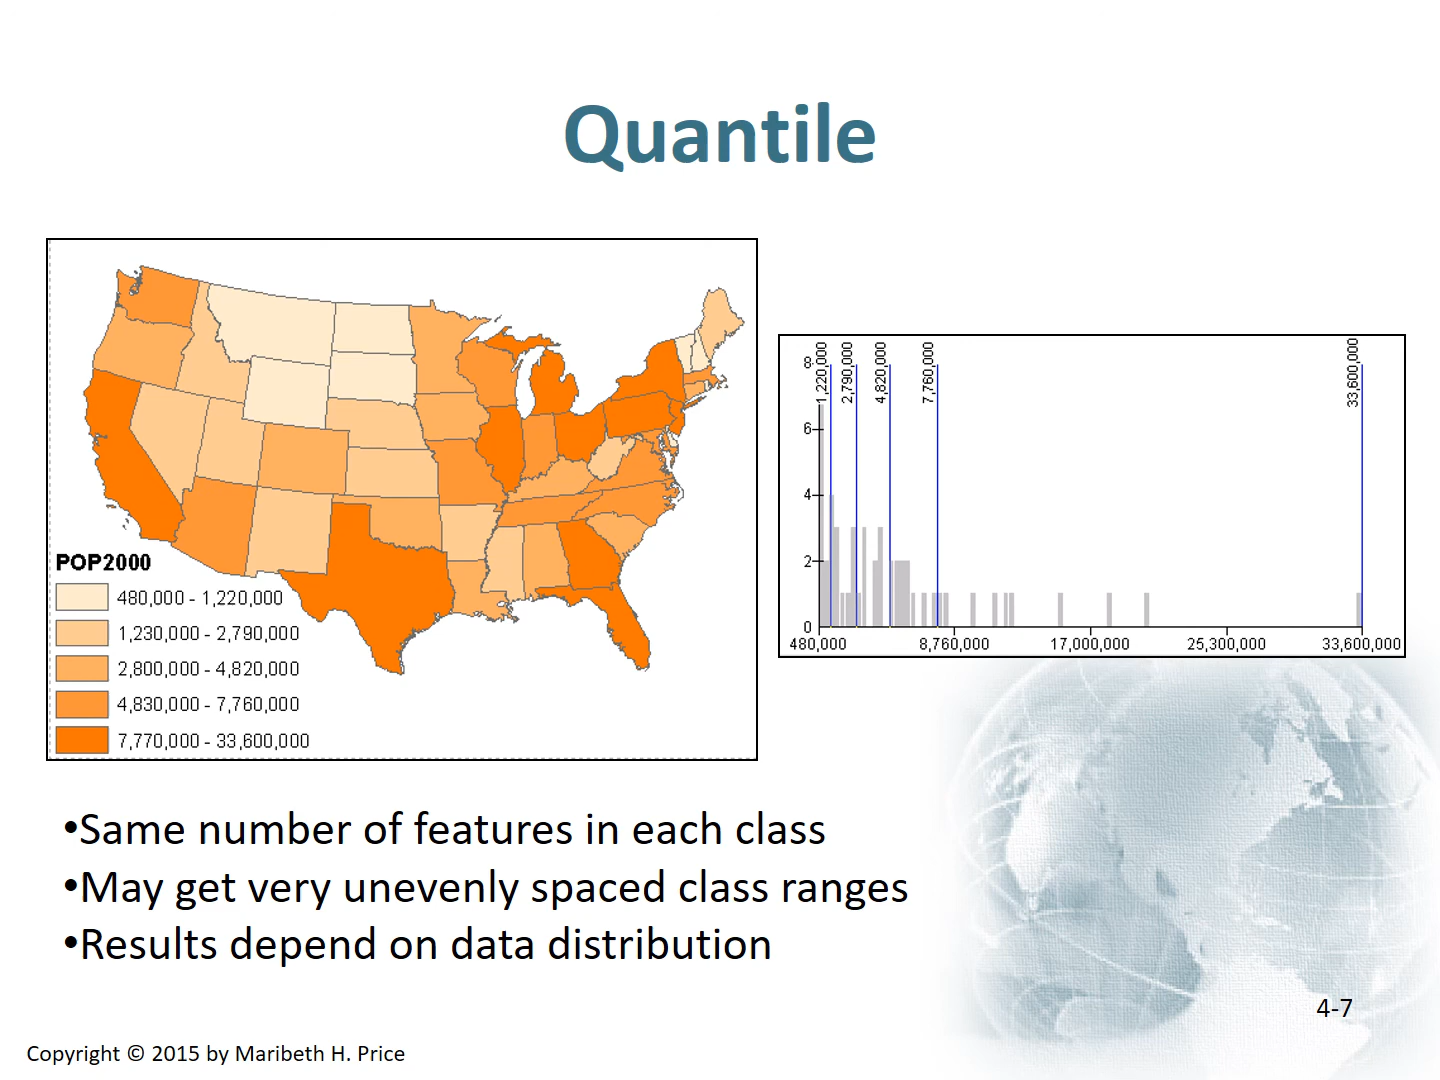 Quantile
POP2000
480,000 - 1,220,000
1,230,000 - 2,790,000
2,800,000 - 4,820,000
4,830,000 - 7,760,000
7,770,000 - 33,600,000
1,220,000
2,790,000
4,820,000
7,760,000
33,600,000
8
6
4
2
0
480,000 8,760,000 17,000,000 25,300,000 33,600,000
•Same number of features in each class
•May get very unevenly spaced class ranges
•Results depend on data distribution
4-7
Copyright © 2015 by Maribeth H. Price